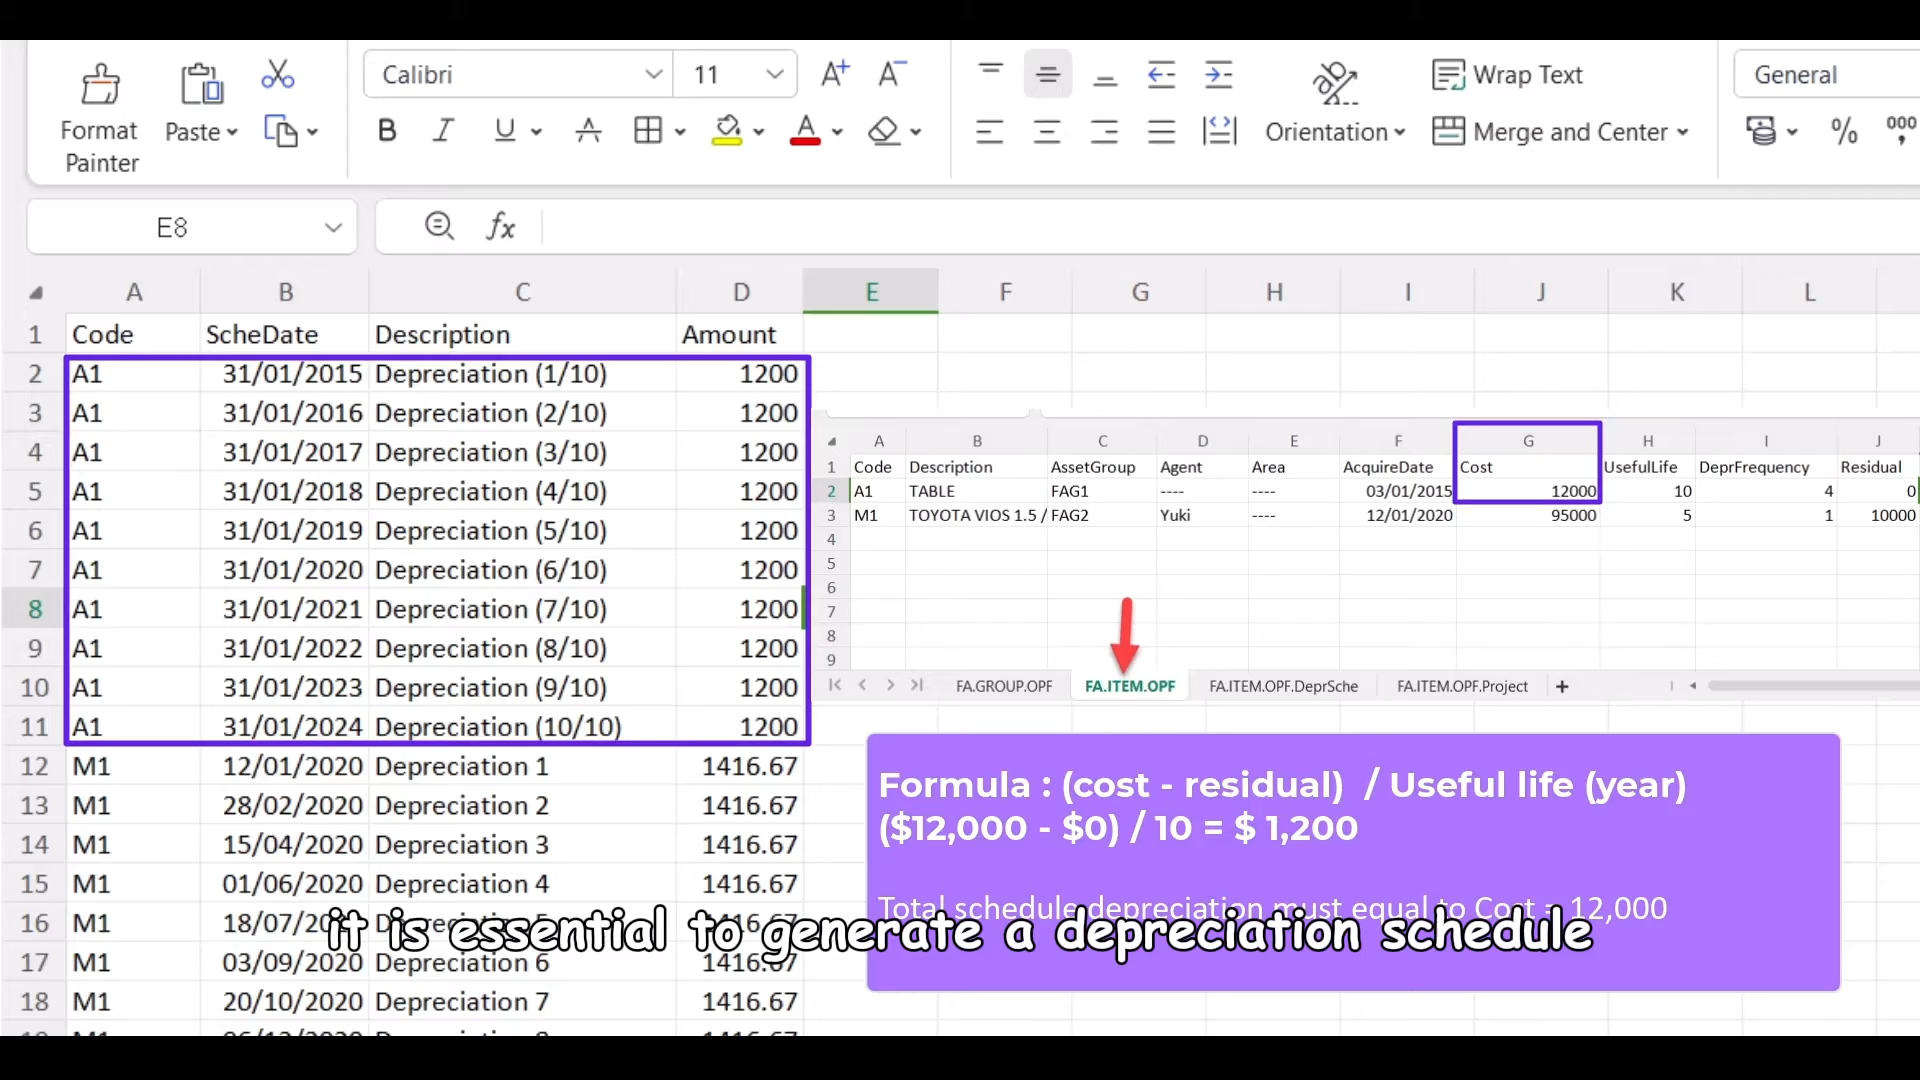 Format
Painter
Paste
Calibri
11
Wrap Text
General
Orientation
Merge and Center
%
000
E8
fx
A B C D E F G H I J K L
1 Code ScheDate Description Amount
2 A1 31/01/2015 Depreciation (1/10) 1200
3 A1 31/01/2016 Depreciation (2/10) 1200
4 A1 31/01/2017 Depreciation (3/10) 1200
5 A1 31/01/2018 Depreciation (4/10) 1200
6 A1 31/01/2019 Depreciation (5/10) 1200
7 A1 31/01/2020 Depreciation (6/10) 1200
8 A1 31/01/2021 Depreciation (7/10) 1200
9 A1 31/01/2022 Depreciation (8/10) 1200
10 A1 31/01/2023 Depreciation (9/10) 1200
11 A1 31/01/2024 Depreciation (10/10) 1200
12 M1 12/01/2020 Depreciation 1 1416.67
13 M1 28/02/2020 Depreciation 2 1416.67
14 M1 15/04/2020 Depreciation 3 1416.67
15 M1 01/06/2020 Depreciation 4 1416.67
16 M1 18/07/20
17 M1 03/09/2020 Depreciation 6 1416.67
18 M1 20/10/2020 Depreciation 7 1416.67
A B C D E F G H I J
1 Code Description AssetGroup Agent Area AcquireDate Cost UsefulLife DeprFrequency Residual
2 A1 TABLE FAG1 ---- ---- 03/01/2015 12000 10 4 0
3 M1 TOYOTA VIOS 1.5 / FAG2 Yuki ---- 12/01/2020 95000 5 1 10000
4
5
6
7
8
9
FA.GROUP.OPF FA.ITEM.OPF FA.ITEM.OPF.DeprSche FA.ITEM.OPF.Project +
Formula : (cost - residual) / Useful life (year)
($12,000 - $0) / 10 = $ 1,200
Total schedule depreciation must equal to Cost = 12,000
it is essential to generate a depreciation schedule